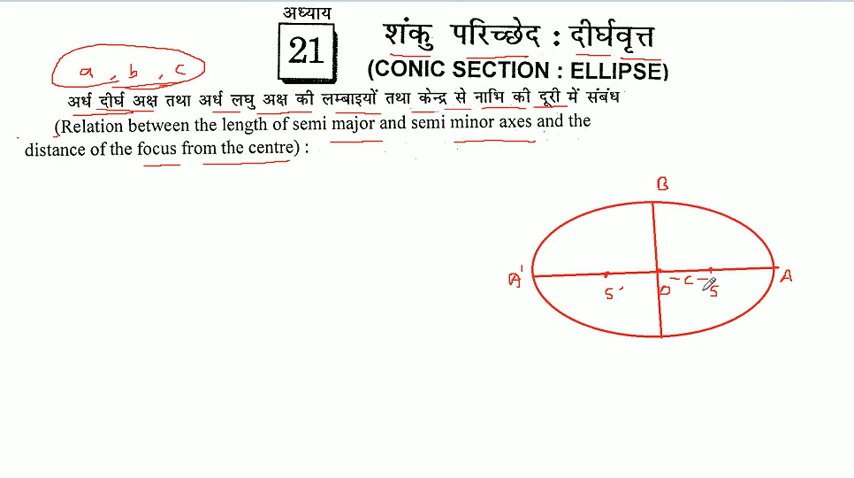 अध्याय
21
शंकु परिच्छेद : दीर्घवृत्त
(CONIC SECTION : ELLIPSE)
a , b , c
अर्ध दीर्घ अक्ष तथा अर्ध लघु अक्ष की लम्बाइयों तथा केन्द्र से नाभि की दूरी में संबंध
(Relation between the length of semi major and semi minor axes and the
distance of the focus from the centre) :
B
A' S' O -C- S A